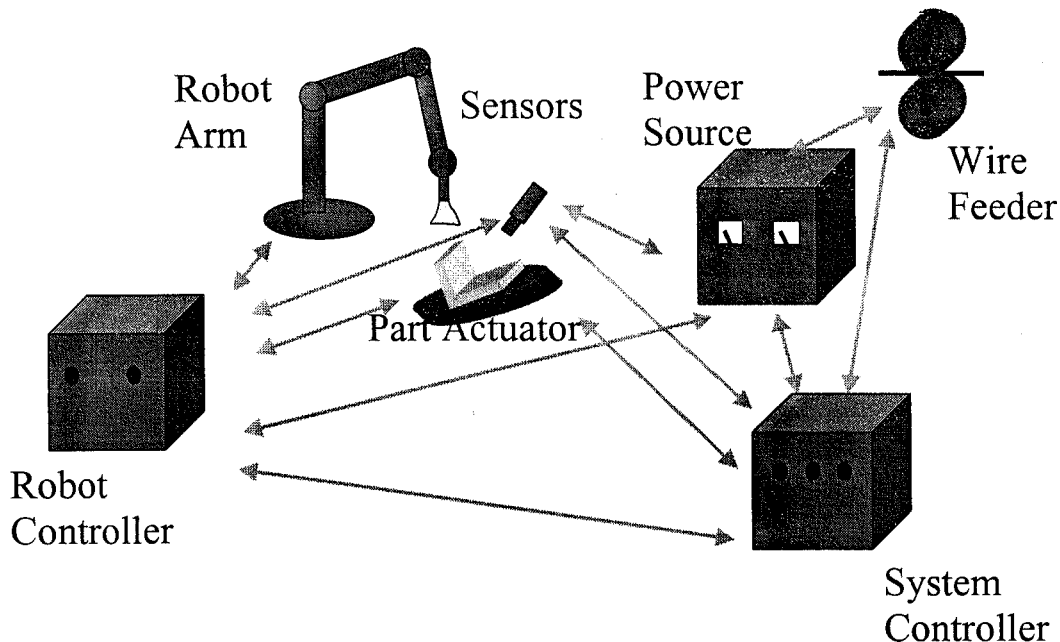 Robot
Arm
Sensors
Power
Source
Wire
Feeder
Part Actuator
Robot
Controller
System
Controller